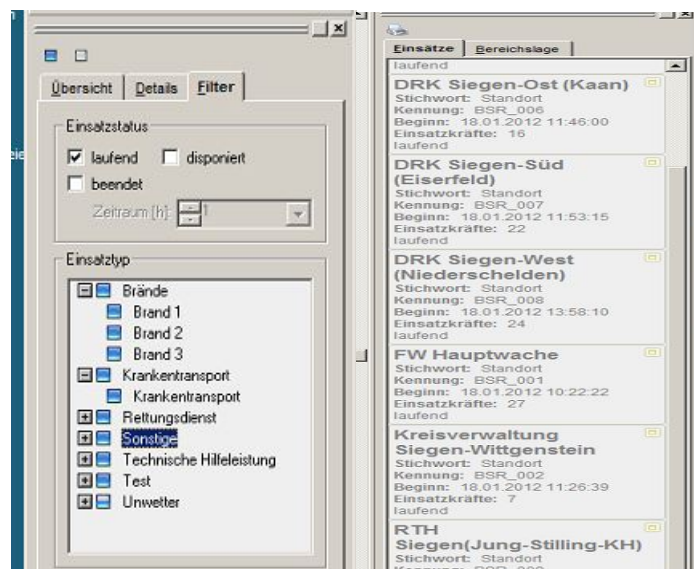 Übersicht Details Filter
Einsatzstatus
laufend disponiert
beendet
Zeitraum [h]: 1
Einsatztyp
Brände
Brand 1
Brand 2
Brand 3
Krankentransport
Krankentransport
Rettungsdienst
Sonstige
Technische Hilfeleistung
Test
Unwetter
Einsätze Bereichslage
laufend
DRK Siegen-Ost (Kaan)
Stichwort: Standort
Kennung: BSR_006
Beginn: 18.01.2012 11:46:00
Einsatzkräfte: 16
laufend
DRK Siegen-Süd
(Eiserfeld)
Stichwort: Standort
Kennung: BSR_007
Beginn: 18.01.2012 11:53:15
Einsatzkräfte: 22
laufend
DRK Siegen-West
(Niederschelden)
Stichwort: Standort
Kennung: BSR_008
Beginn: 18.01.2012 13:58:10
Einsatzkräfte: 24
laufend
FW Hauptwache
Stichwort: Standort
Kennung: BSR_001
Beginn: 18.01.2012 10:22:22
Einsatzkräfte: 27
laufend
Kreisverwaltung
Siegen-Wittgenstein
Stichwort: Standort
Kennung: BSR_002
Beginn: 18.01.2012 11:26:39
Einsatzkräfte: 7
laufend
RTH
Siegen(Jung-Stilling-KH)
Stichwort: Standort